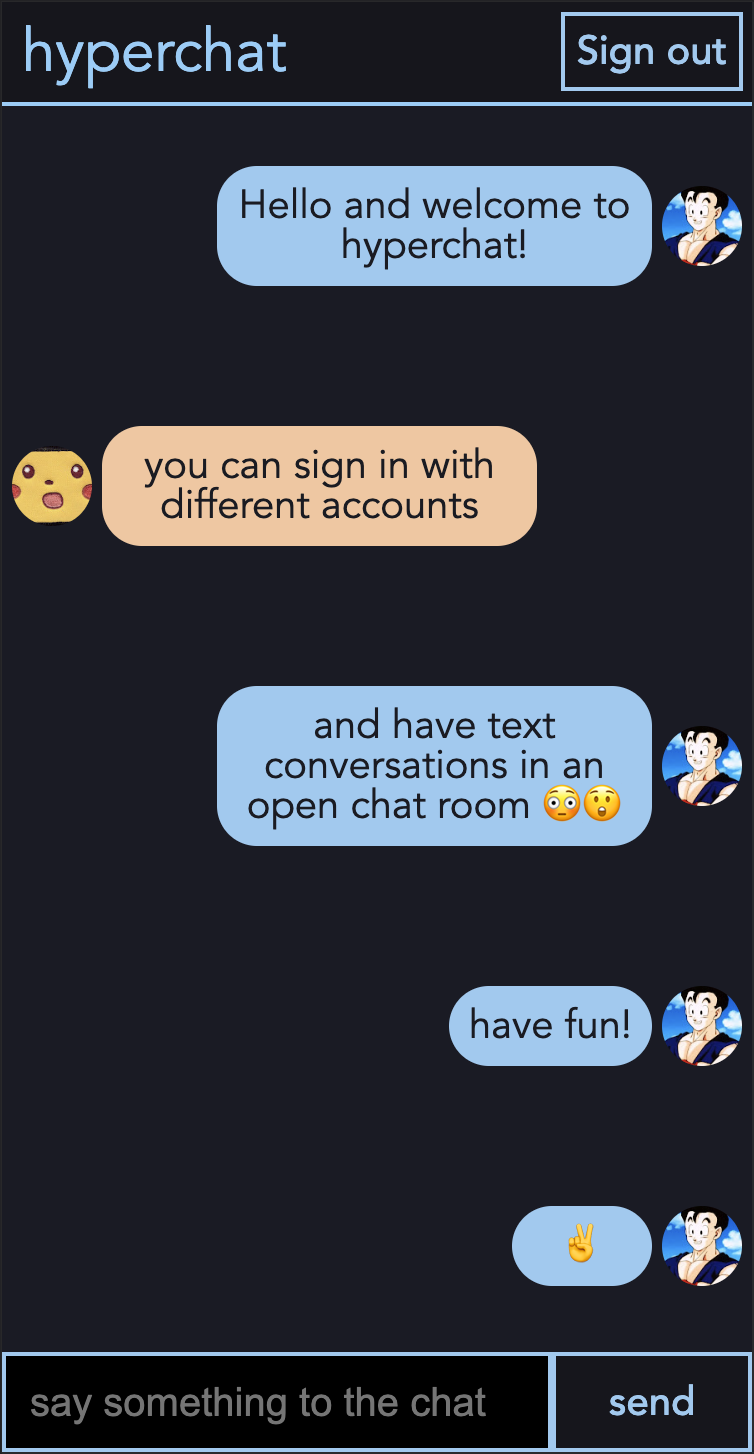 hyperchat
Sign out
Hello and welcome to
hyperchat!
you can sign in with
different accounts
and have text
conversations in an
open chat room 😳😲
have fun!
✌️
say something to the chat
send